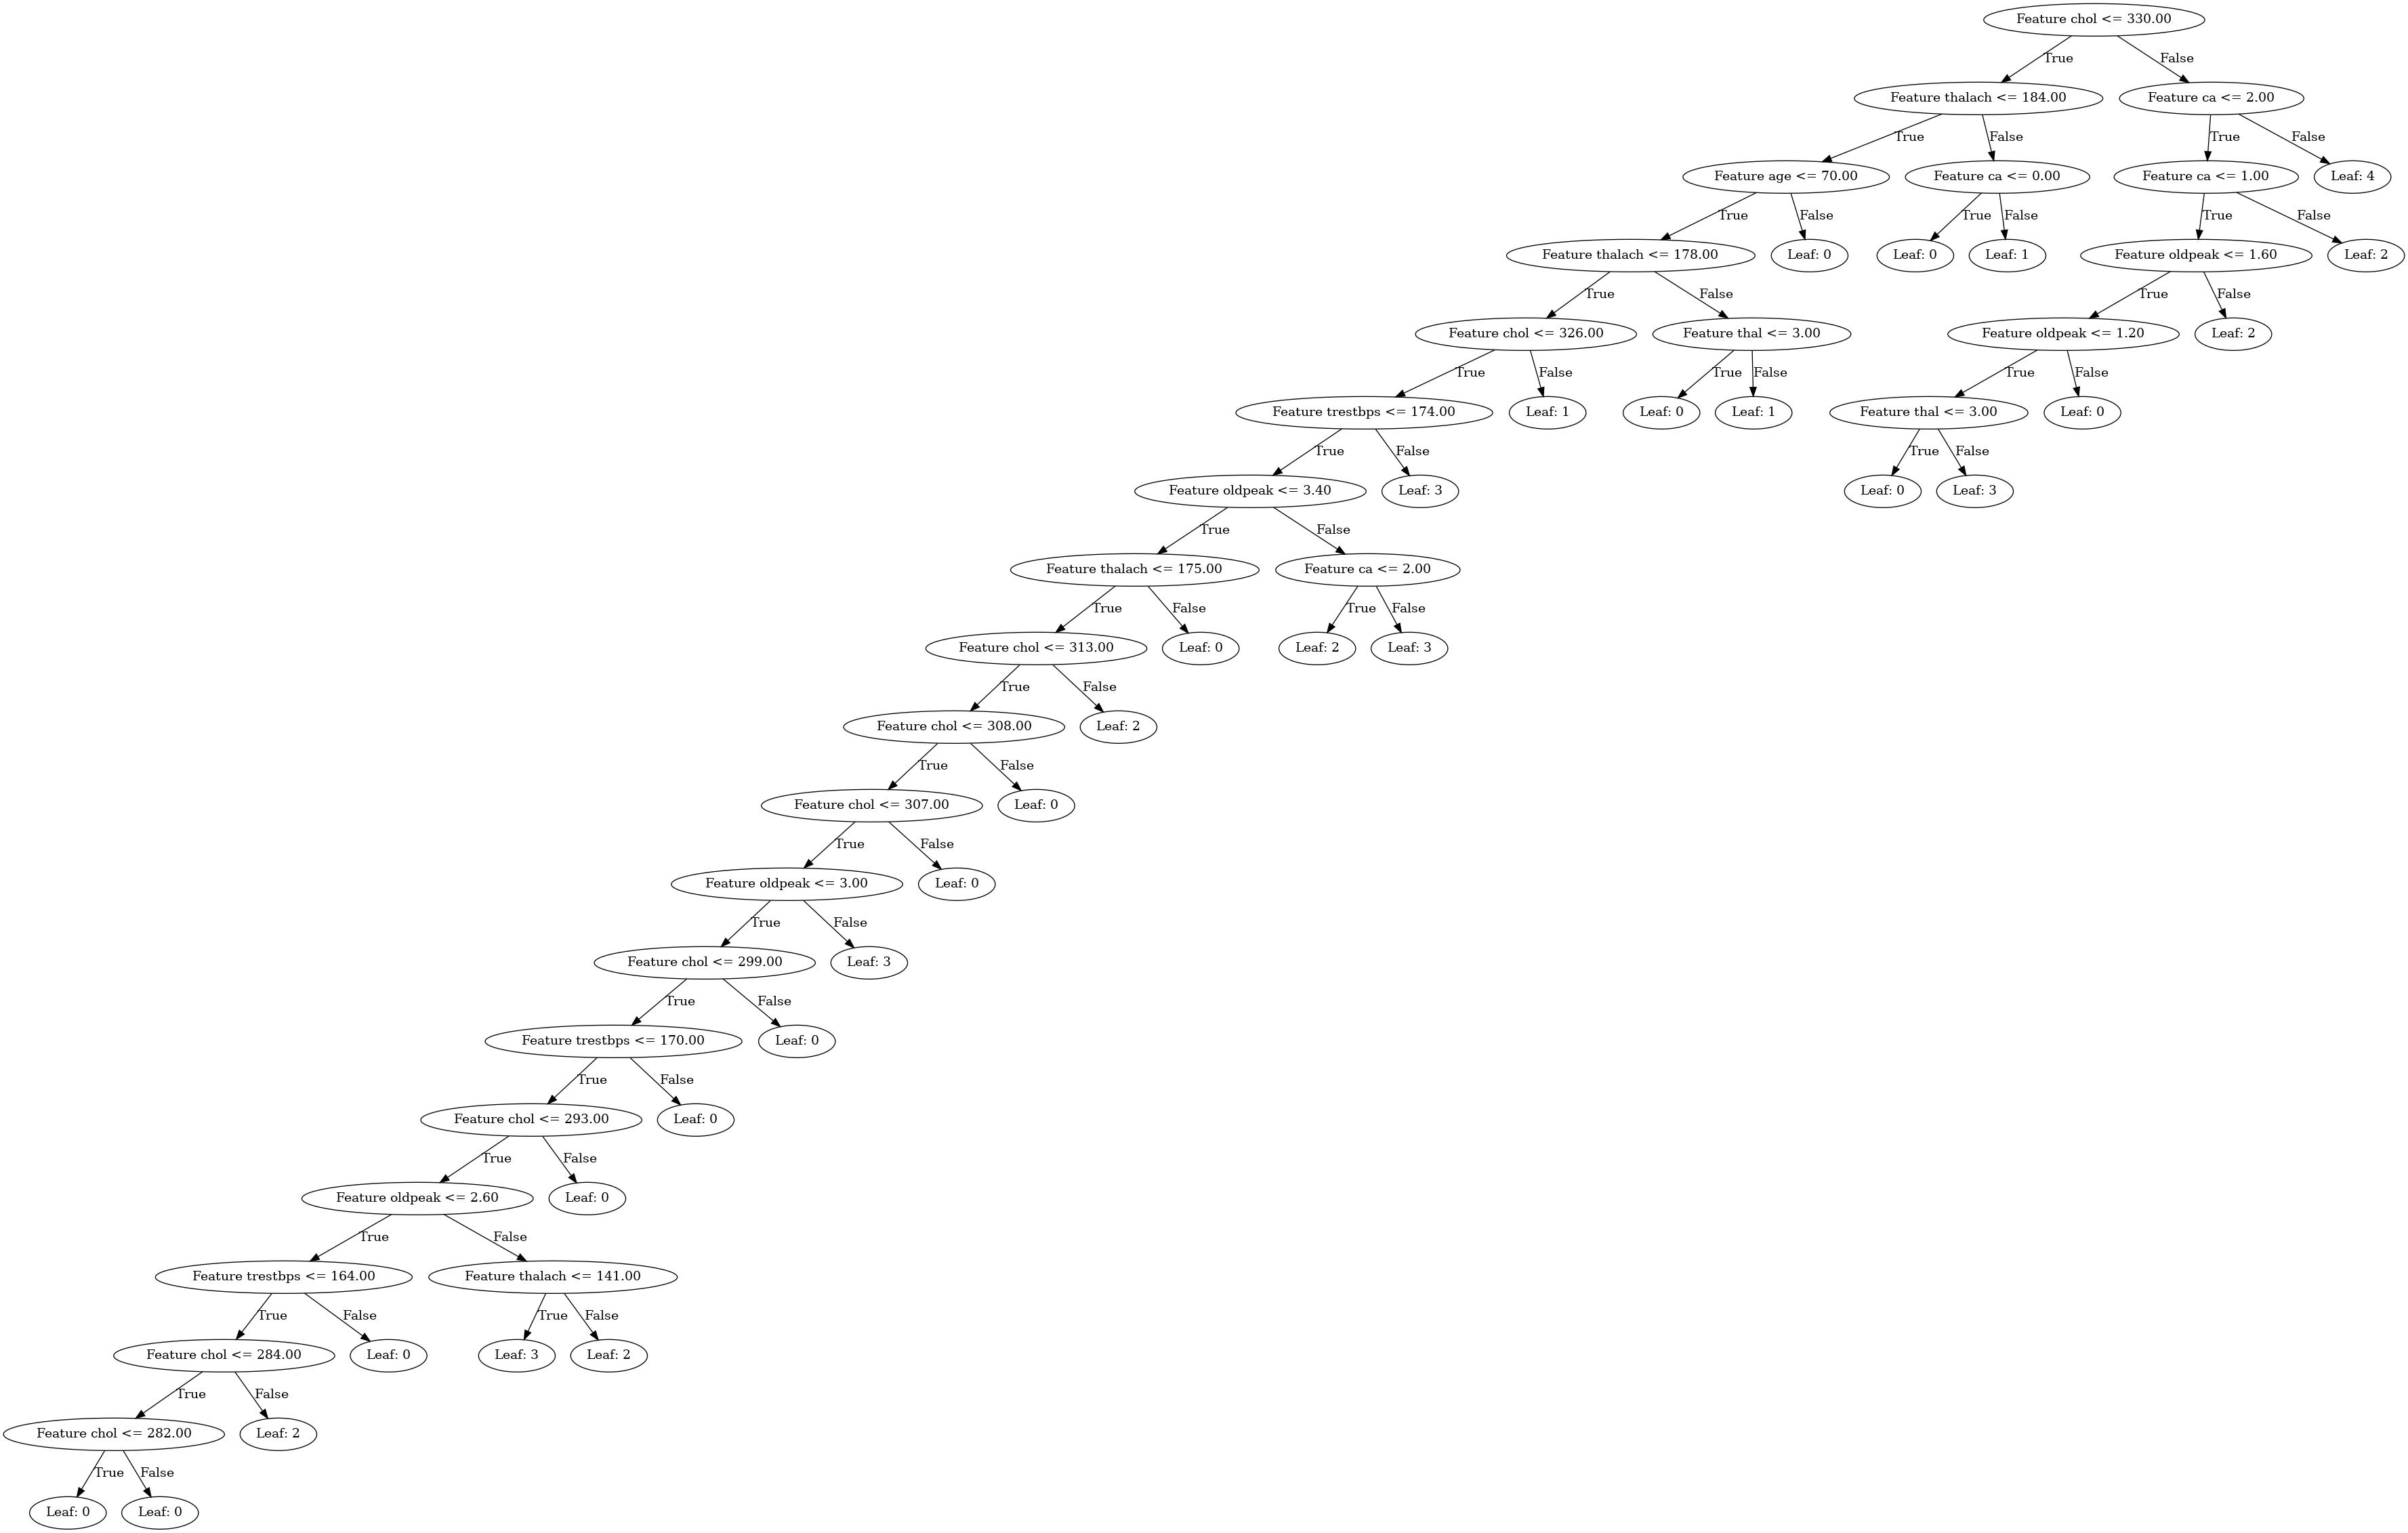 Feature chol <= 330.00
True
False
Feature thalach <= 184.00
Feature ca <= 2.00
True
False
True
False
Feature age <= 70.00
Feature ca <= 0.00
Feature ca <= 1.00
Leaf: 4
True
False
True
False
True
False
Feature thalach <= 178.00
Leaf: 0
Leaf: 0
Leaf: 1
Feature oldpeak <= 1.60
Leaf: 2
True
False
True
False
Feature chol <= 326.00
Feature thal <= 3.00
Feature oldpeak <= 1.20
Leaf: 2
True
False
True
False
True
False
Feature trestbps <= 174.00
Leaf: 1
Leaf: 0
Leaf: 1
Feature thal <= 3.00
Leaf: 0
True
False
True
False
Feature oldpeak <= 3.40
Leaf: 3
Leaf: 0
Leaf: 3
True
False
Feature thalach <= 175.00
Feature ca <= 2.00
True
False
True
False
Feature chol <= 313.00
Leaf: 0
Leaf: 2
Leaf: 3
True
False
Feature chol <= 308.00
Leaf: 2
True
False
Feature chol <= 307.00
Leaf: 0
True
False
Feature oldpeak <= 3.00
Leaf: 0
True
False
Feature chol <= 299.00
Leaf: 3
True
False
Feature trestbps <= 170.00
Leaf: 0
True
False
Feature chol <= 293.00
Leaf: 0
True
False
Feature oldpeak <= 2.60
Leaf: 0
True
False
Feature trestbps <= 164.00
Feature thalach <= 141.00
True
False
True
False
Feature chol <= 284.00
Leaf: 0
Leaf: 3
Leaf: 2
True
False
Feature chol <= 282.00
Leaf: 2
True
False
Leaf: 0
Leaf: 0